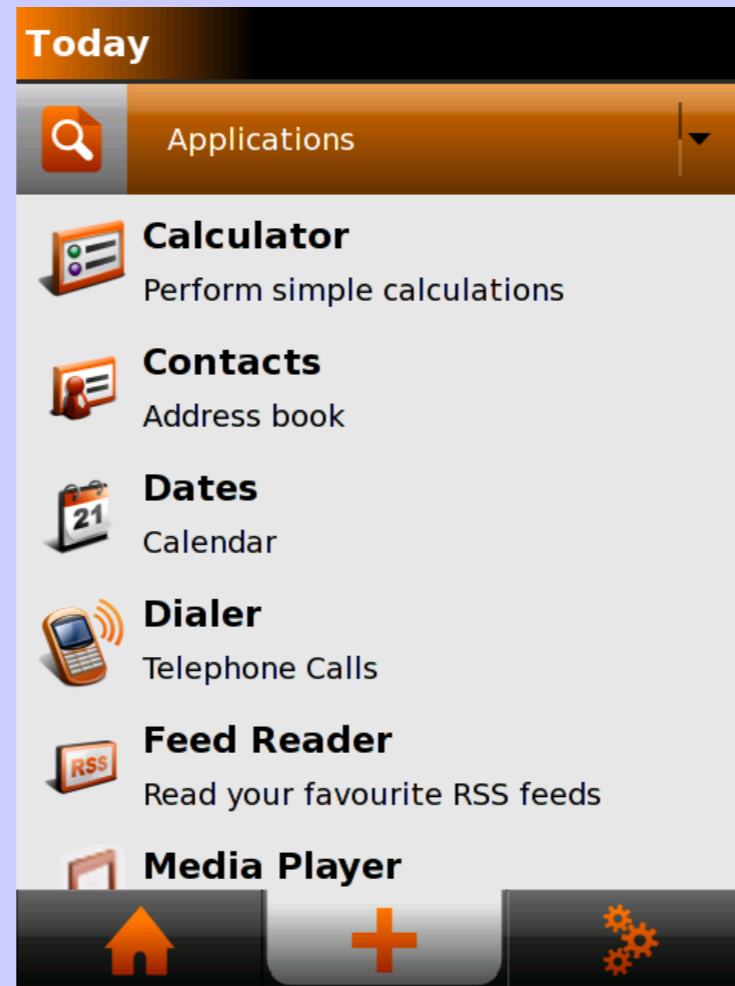 Today
Applications
Calculator
Perform simple calculations
Contacts
Address book
21
Dates
Calendar
Dialer
Telephone Calls
RSS
Feed Reader
Read your favourite RSS feeds
Media Player